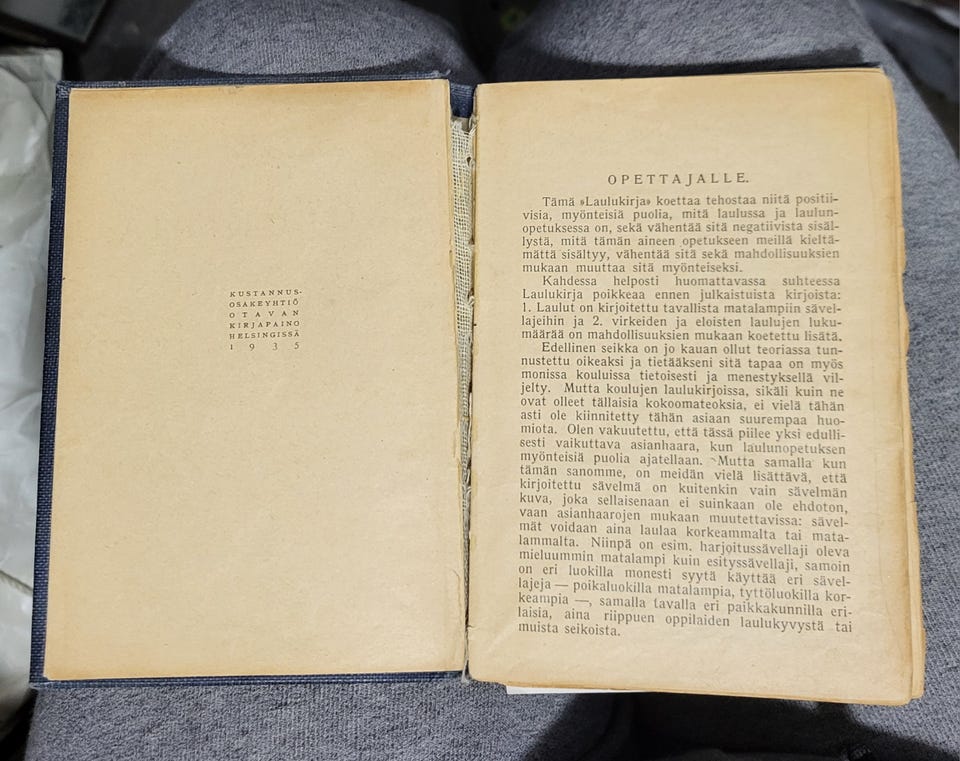 KUSTANNUS-
OSAKEYHTIÖ
OTAVAN
KIRJAPAINO
HELSINGISSÄ
1935
OPETTAJALLE.
Tämä »Laulukirja» koettaa tehostaa niitä positii-
visia, myönteisiä puolia, mitä laulussa ja laulun-
opetuksessa on, sekä vähentää sitä negatiivista sisäl-
lystä, mitä tämän aineen opetukseen meillä kieltä-
mättä sisältyy, vähentää sitä sekä mahdollisuuksien
mukaan muuttaa sitä myönteiseksi.
Kahdessa helposti huomattavassa suhteessa
Laulukirja poikkeaa ennen julkaistuista kirjoista:
1. Laulut on kirjoitettu tavallista matalampiin sävel-
lajeihin ja 2. virkeiden ja eloisten laulujen luku-
määrää on mahdollisuuksien mukaan koetettu lisätä.
Edellinen seikka on jo kauan ollut teoriassa tun-
nustettu oikeaksi ja tietääkseni sitä tapaa on myös
monissa kouluissa tietoisesti ja menestyksellä vil-
jelty. Mutta koulujen laulukirjoissa, sikäli kuin ne
ovat olleet tällaisia kokoomateoksia, ei vielä tähän
asti ole kiinnitetty tähän asiaan suurempaa huo-
miota. Olen vakuutettu, että tässä piilee yksi edulli-
sesti vaikuttava asianhaara, kun laulunopetuksen
myönteisiä puolia ajatellaan. Mutta samalla kun
tämän sanomme, on meidän vielä lisättävä, että
kirjoitettu sävelmä on kuitenkin vain sävelmän
kuva, joka sellaisenaan ei suinkaan ole ehdoton,
vaan asianhaarojen mukaan muutettavissa: sävel-
mät voidaan aina laulaa korkeammalta tai mata-
lammalta. Niinpä on esim. harjoitussävellaji oleva
mieluummin matalampi kuin esityssävellaji, samoin
on eri luokilla monesti syytä käyttää eri sävel-
lajeja — poikaluokilla matalampia, tyttöluokilla kor-
keampia —, samalla tavalla eri paikkakunnilla eri-
laisia, aina riippuen oppilaiden laulukyvystä tai
muista seikoista.